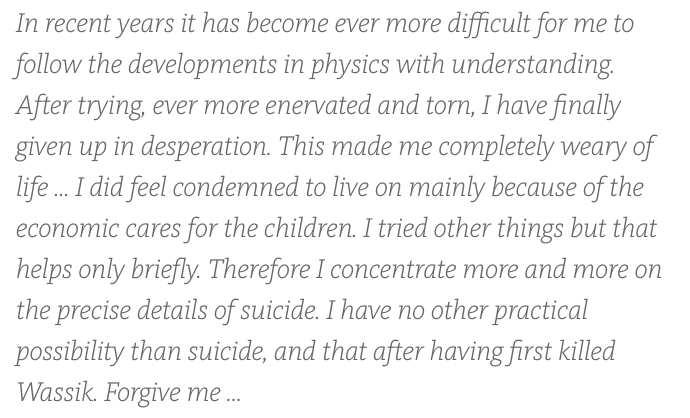 In recent years it has become ever more difficult for me to
follow the developments in physics with understanding.
After trying, ever more enervated and torn, I have finally
given up in desperation. This made me completely weary of
life ... I did feel condemned to live on mainly because of the
economic cares for the children. I tried other things but that
helps only briefly. Therefore I concentrate more and more on
the precise details of suicide. I have no other practical
possibility than suicide, and that after having first killed
Wassik. Forgive me ...